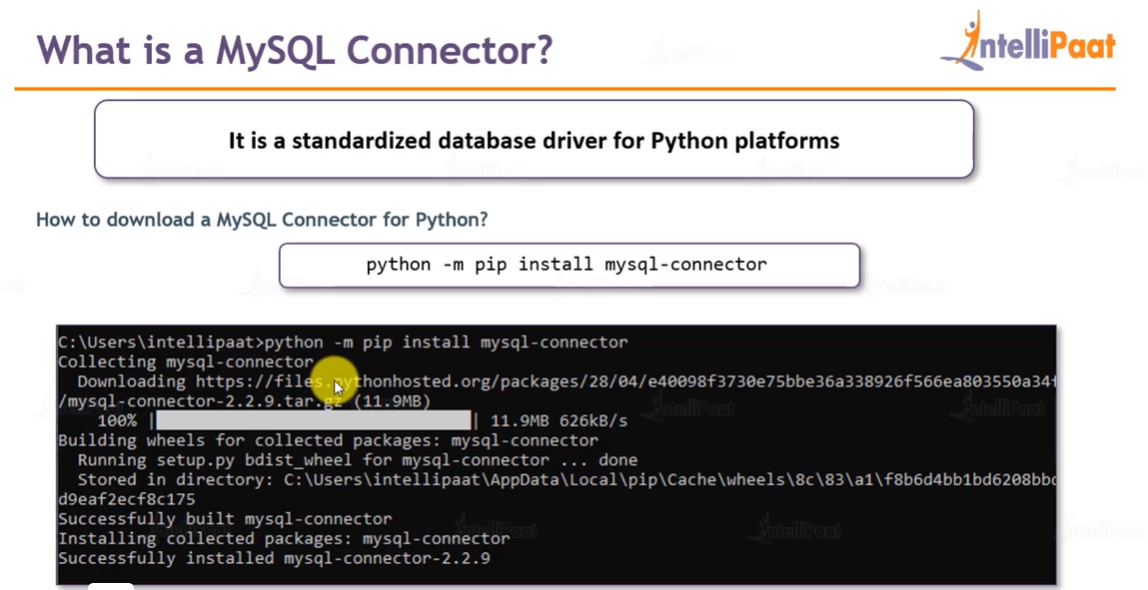 What is a MySQL Connector?
IntelliPaat
It is a standardized database driver for Python platforms
How to download a MySQL Connector for Python?
python -m pip install mysql-connector
C:\Users\intellipaat>python -m pip install mysql-connector
Collecting mysql-connector
Downloading https://files.pythonhosted.org/packages/28/04/e40098f3730e75bbe36a338926f566ea803550a34f
/mysql-connector-2.2.9.tar.gz (11.9MB)
100% || 11.9MB 626kB/s
Building wheels for collected packages: mysql-connector
Running setup.py bdist_wheel for mysql-connector ... done
Stored in directory: C:\Users\intellipaat\AppData\Local\pip\Cache\wheels\8c\83\a1\f8b6d4bb1bd6208bbc
d9eaf2ecf8c175
Successfully built mysql-connector
Installing collected packages: mysql-connector
Successfully installed mysql-connector-2.2.9